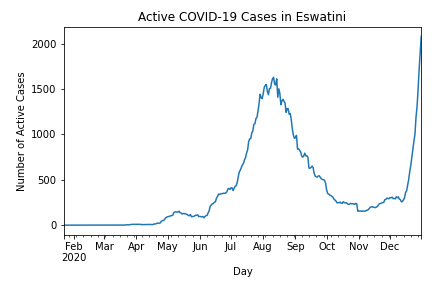 Active COVID-19 Cases in Eswatini
Number of Active Cases
2000
1500
1000
500
0
Feb Mar Apr May Jun Jul Aug Sep Oct Nov Dec
2020
Day